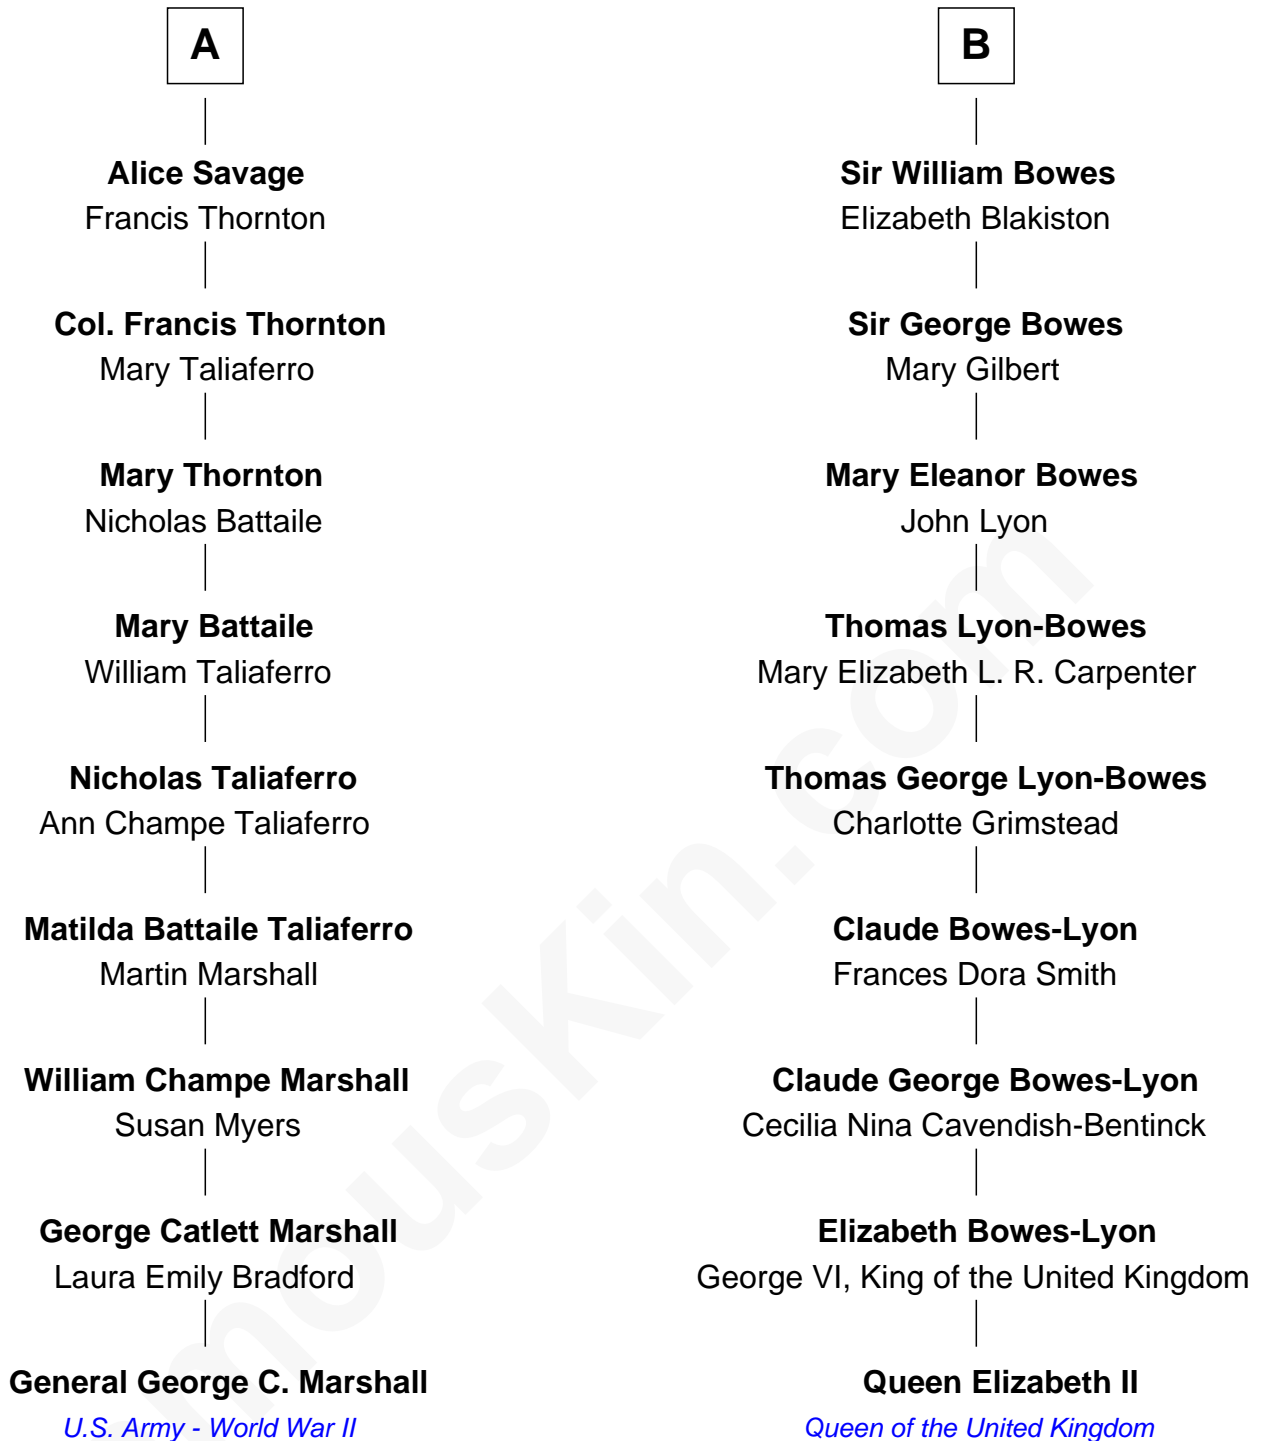 A
Alice Savage
Francis Thornton
Col. Francis Thornton
Mary Taliaferro
Mary Thornton
Nicholas Battaile
Mary Battaile
William Taliaferro
Nicholas Taliaferro
Ann Champe Taliaferro
Matilda Battaile Taliaferro
Martin Marshall
William Champe Marshall
Susan Myers
George Catlett Marshall
Laura Emily Bradford
General George C. Marshall
U.S. Army - World War II
B
Sir William Bowes
Elizabeth Blakiston
Sir George Bowes
Mary Gilbert
Mary Eleanor Bowes
John Lyon
Thomas Lyon-Bowes
Mary Elizabeth L. R. Carpenter
Thomas George Lyon-Bowes
Charlotte Grimstead
Claude Bowes-Lyon
Frances Dora Smith
Claude George Bowes-Lyon
Cecilia Nina Cavendish-Bentinck
Elizabeth Bowes-Lyon
George VI, King of the United Kingdom
Queen Elizabeth II
Queen of the United Kingdom
mousKin.com